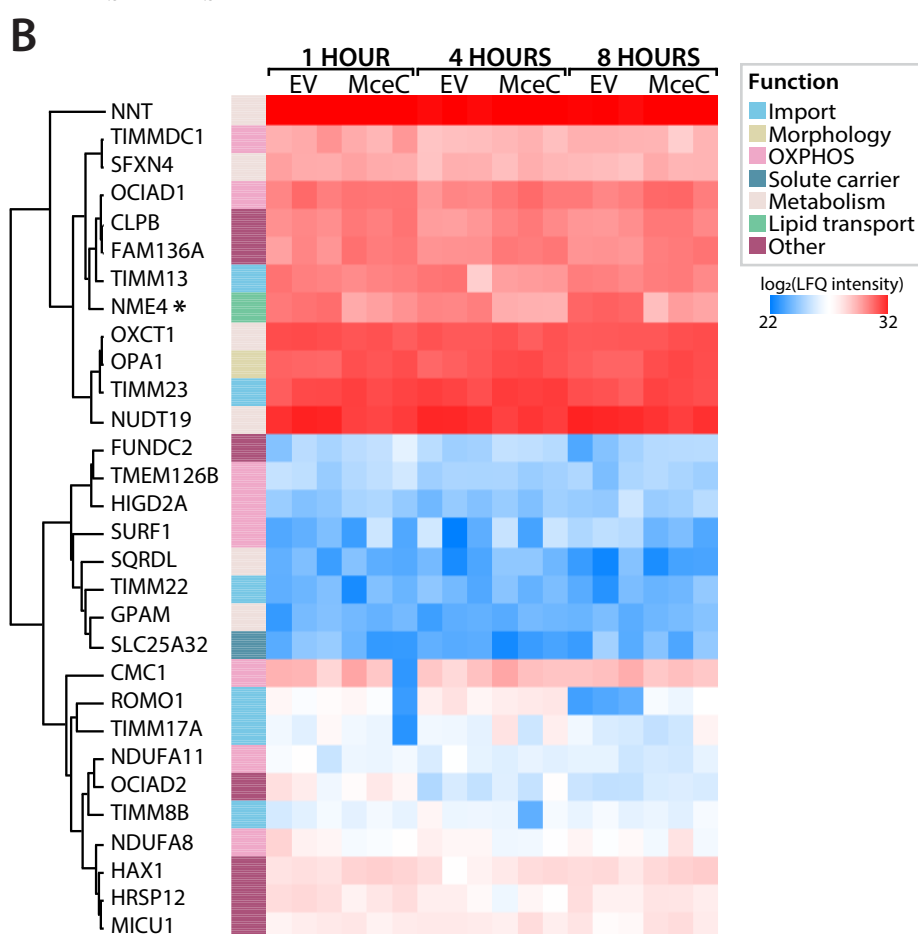 B
1 HOUR 4 HOURS 8 HOURS
EV MceC EV MceC EV MceC
NNT
TIMMDC1
SFXN4
OCIAD1
CLPB
FAM136A
TIMM13
NME4 *
OXCT1
OPA1
TIMM23
NUDT19
FUNDC2
TMEM126B
HIGD2A
SURF1
SQRDL
TIMM22
GPAM
SLC25A32
CMC1
ROMO1
TIMM17A
NDUFA11
OCIAD2
TIMM8B
NDUFA8
HAX1
HRSP12
MICU1
Function
Import
Morphology
OXPHOS
Solute carrier
Metabolism
Lipid transport
Other
log₂(LFQ intensity)
22 32